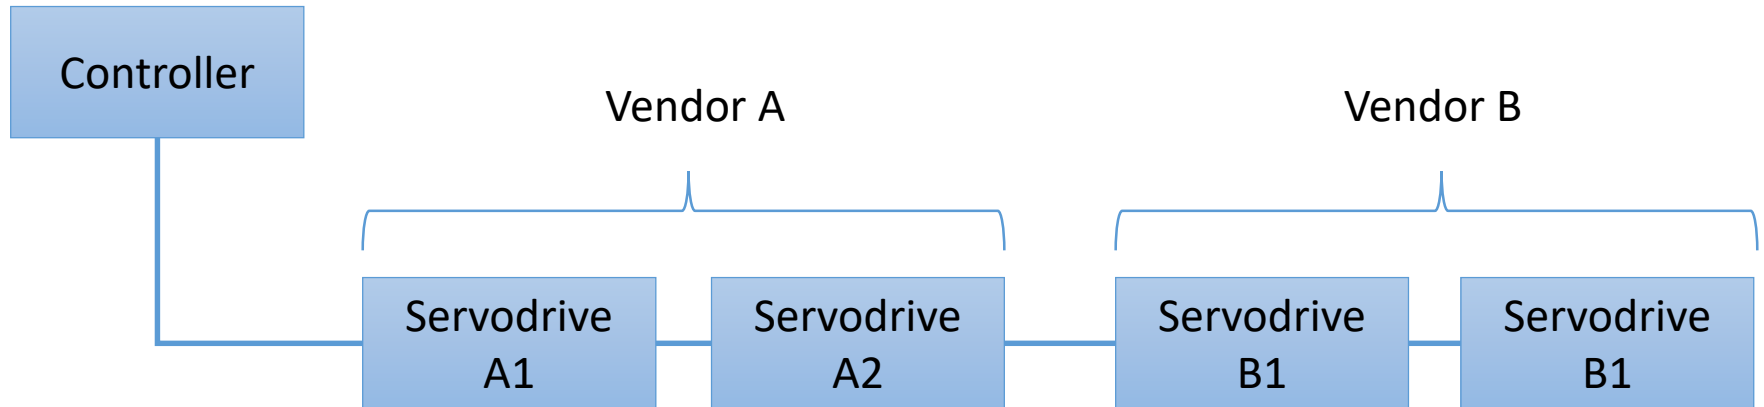 Controller
Vendor A
Vendor B
Servodrive
A1
Servodrive
A2
Servodrive
B1
Servodrive
B1